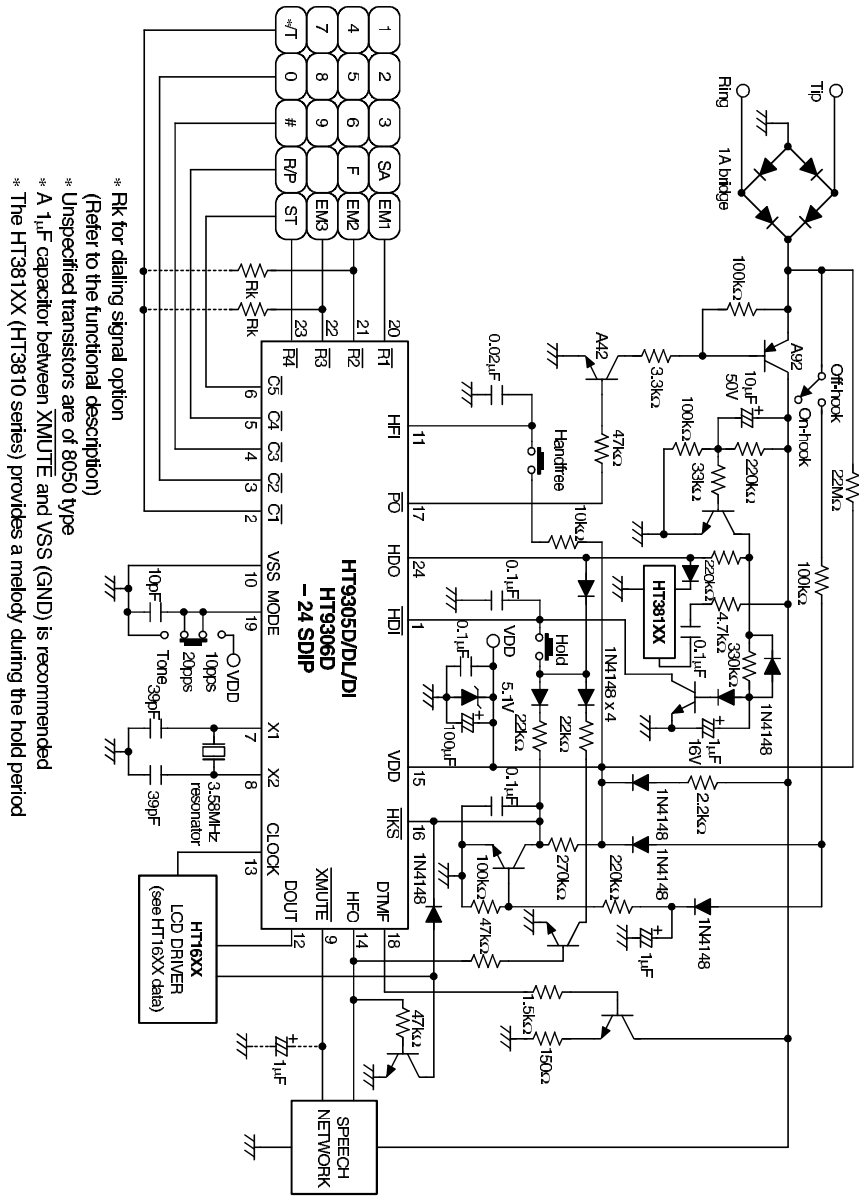 Tip
Ring
1A bridge
A92
Off-hook
On-hook
22MΩ
100kΩ
100kΩ
10µF
50V
+
220kΩ
100kΩ
33kΩ
3.3kΩ
A42
47kΩ
0.02µF
Handfree
10kΩ
HT381XX
220kΩ
4.7kΩ
0.1µF
330kΩ
1N4148
1µF
16V
+
0.1µF
Hold
1N4148 x 4
22kΩ
22kΩ
VDD
0.1µF
5.1V
100µF
+
2.2kΩ
1N4148
1N4148
1N4148
0.1µF
270kΩ
220kΩ
1µF
+
100kΩ
47kΩ
1N4148
1.5kΩ
150Ω
47kΩ
1 2 3 SA EM1
4 5 6 F EM2
7 8 9 EM3
*/T 0 # R/P ST
Rk
Rk
20 21 22 23
R1 R2 R3 R4
11 17 24 1 15 16
HFI PO HDO HDI VDD HKS
HT9305D/DL/DI
HT9306D
– 24 SDIP
18 14 9 12
DTMF HFO XMUTE DOUT
C5 C4 C3 C2 C1 VSS MODE X1 X2 CLOCK
6 5 4 3 2 10 19 7 8 13
VDD
10pps
20pps
Tone
10pF
39pF
39pF
3.58MHz
resonator
HT16XX
LCD DRIVER
(see HT16XX data)
1µF
+
SPEECH
NETWORK
* Rk for dialing signal option
(Refer to the functional description)
* Unspecified transistors are of 8050 type
* A 1µF capacitor between XMUTE and VSS (GND) is recommended
* The HT381XX (HT3810 series) provides a melody during the hold period